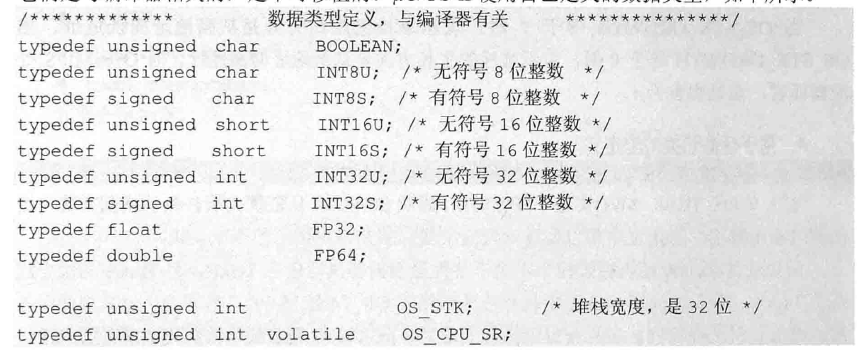 /************* 数据类型定义，与编译器有关 ***************/
typedef unsigned char BOOLEAN;
typedef unsigned char INT8U; /* 无符号 8 位整数 */
typedef signed char INT8S; /* 有符号 8 位整数 */
typedef unsigned short INT16U; /* 无符号 16 位整数 */
typedef signed short INT16S; /* 有符号 16 位整数 */
typedef unsigned int INT32U; /* 无符号 32 位整数 */
typedef signed int INT32S; /* 有符号 32 位整数 */
typedef float FP32;
typedef double FP64;
typedef unsigned int OS_STK; /* 堆栈宽度，是 32 位 */
typedef unsigned int volatile OS_CPU_SR;